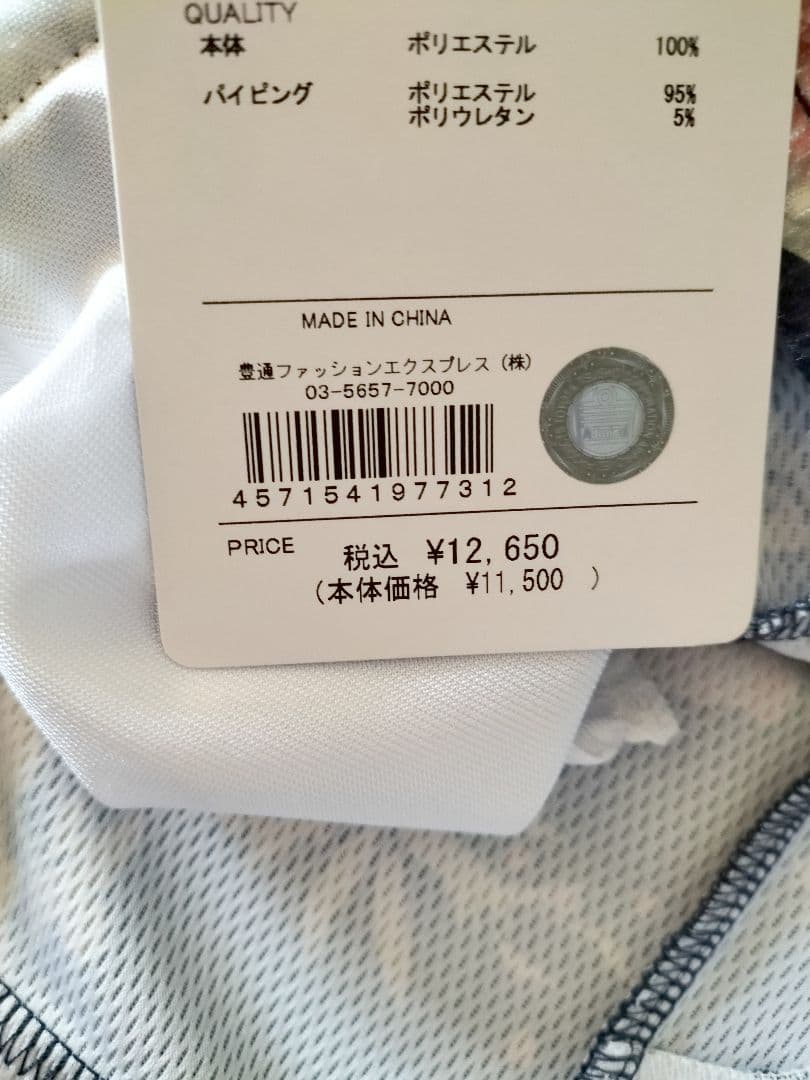 QUALITY
本体 ポリエステル 100%
パイピング ポリエステル 95%
ポリウレタン 5%
MADE IN CHINA
豊通ファッションエクスプレス(株)
03-5657-7000
4571541977312
PRICE 税込 ¥12,650
(本体価格 ¥11,500 )